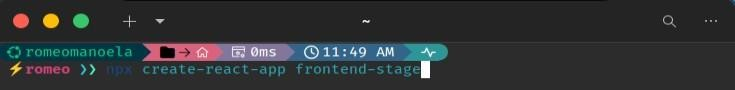 ~
romeomanoela 0ms 11:49 AM
romeo ❯❯ npx create-react-app frontend-stage